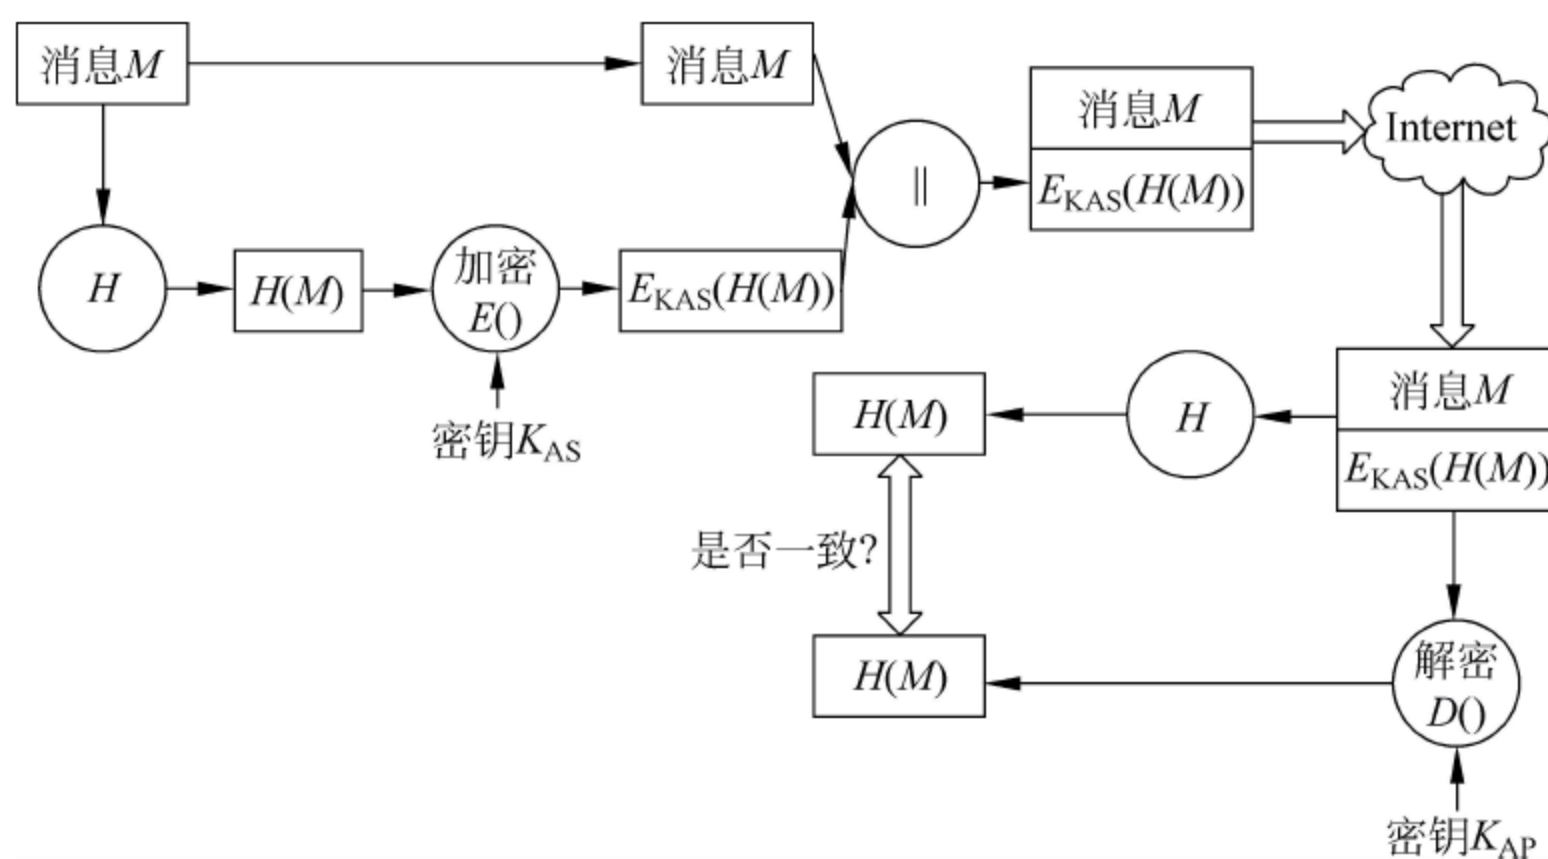 消息M
消息M
消息M
E_KAS(H(M))
Internet
H
H(M)
加密
E()
E_KAS(H(M))
||
密钥K_AS
H(M)
H
消息M
E_KAS(H(M))
是否一致?
H(M)
解密
D()
密钥K_AP